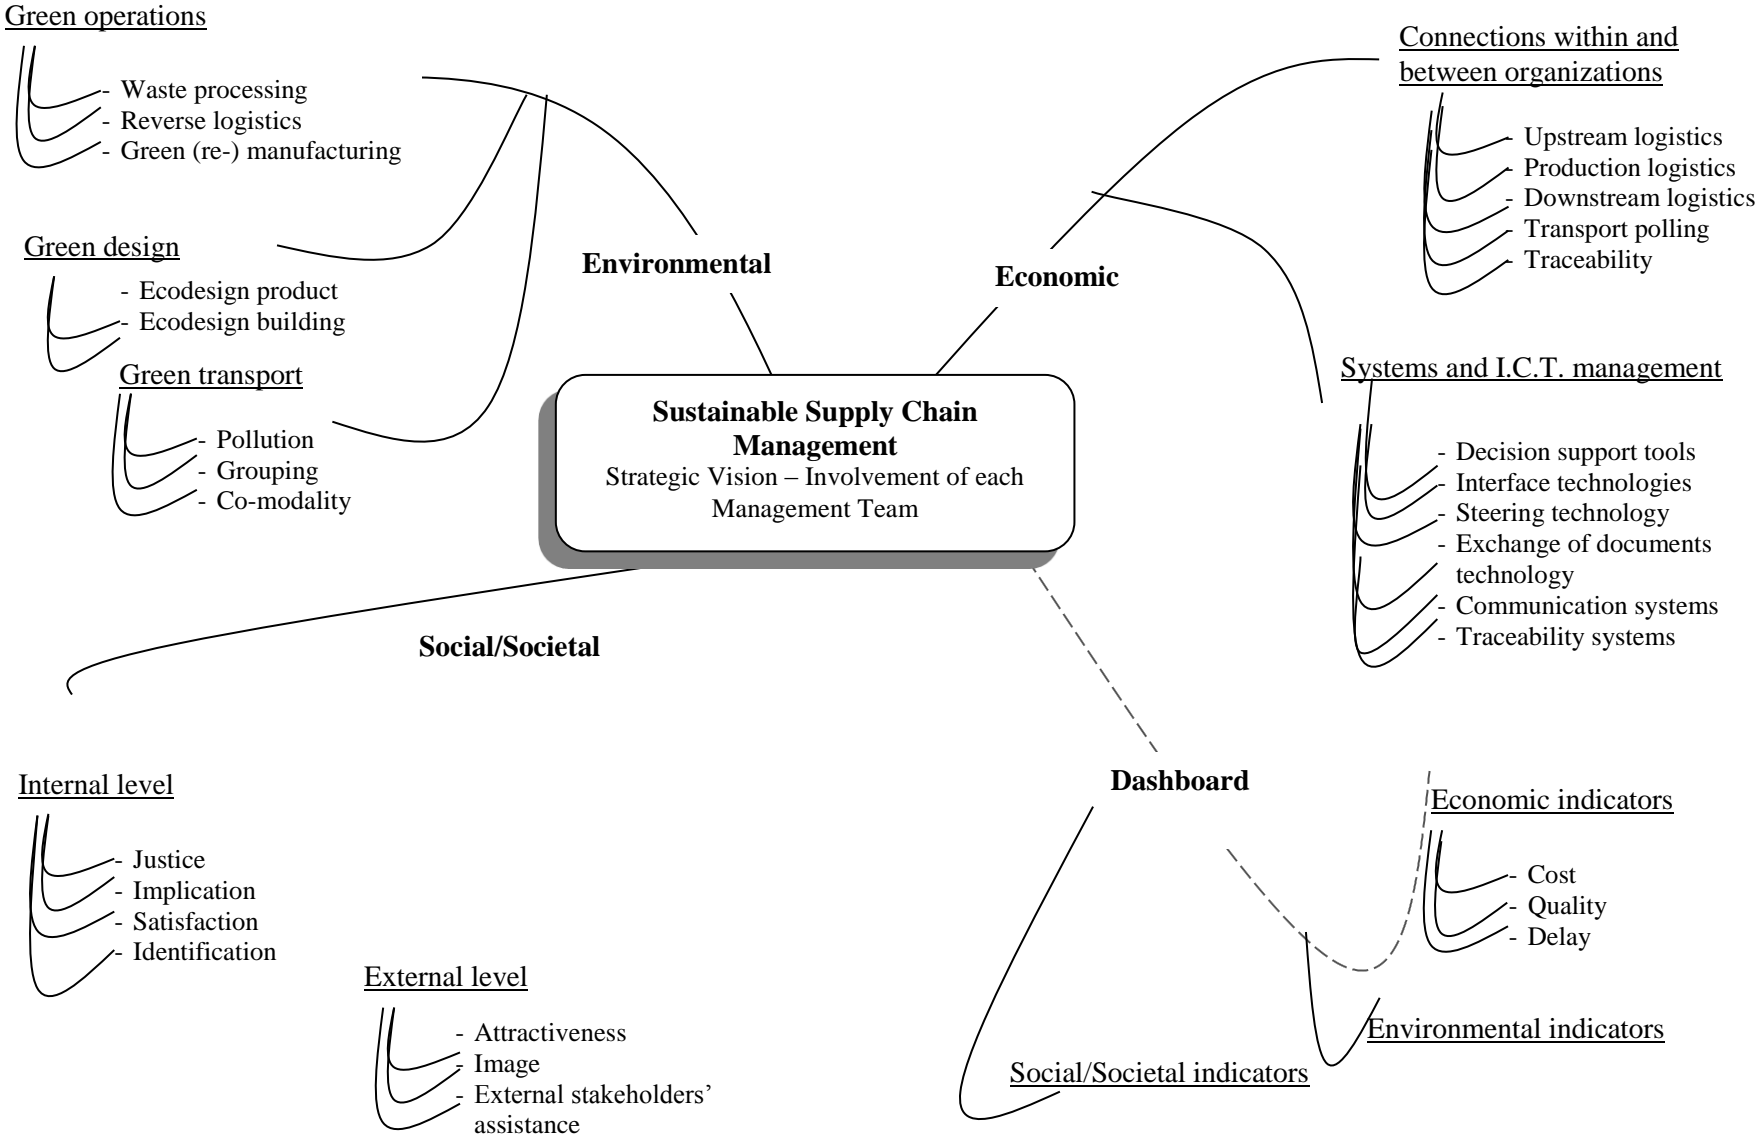 Green operations
- Waste processing
- Reverse logistics
- Green (re-) manufacturing
Green design
- Ecodesign product
- Ecodesign building
Green transport
- Pollution
- Grouping
- Co-modality
Environmental
Economic
Connections within and
between organizations
- Upstream logistics
- Production logistics
- Downstream logistics
- Transport polling
- Traceability
Systems and I.C.T. management
- Decision support tools
- Interface technologies
- Steering technology
- Exchange of documents
technology
- Communication systems
- Traceability systems
Sustainable Supply Chain
Management
Strategic Vision – Involvement of each
Management Team
Social/Societal
Internal level
- Justice
- Implication
- Satisfaction
- Identification
External level
- Attractiveness
- Image
- External stakeholders’
assistance
Dashboard
Economic indicators
- Cost
- Quality
- Delay
Environmental indicators
Social/Societal indicators